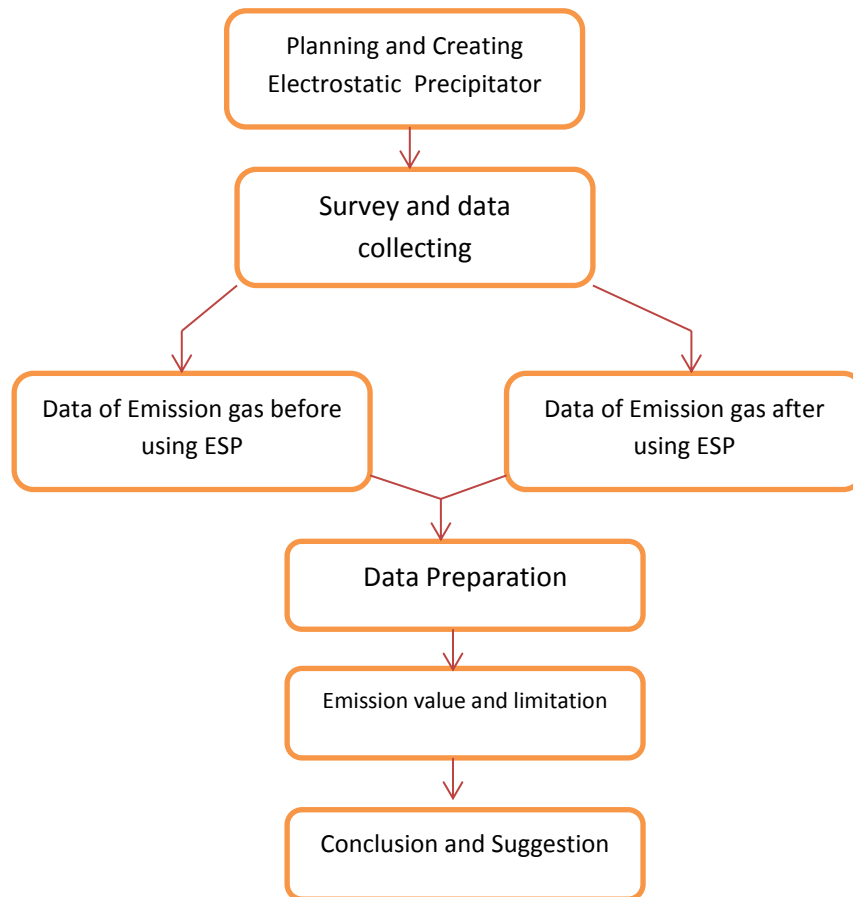 Planning and Creating
Electrostatic Precipitator
Survey and data
collecting
Data of Emission gas before
using ESP
Data of Emission gas after
using ESP
Data Preparation
Emission value and limitation
Conclusion and Suggestion